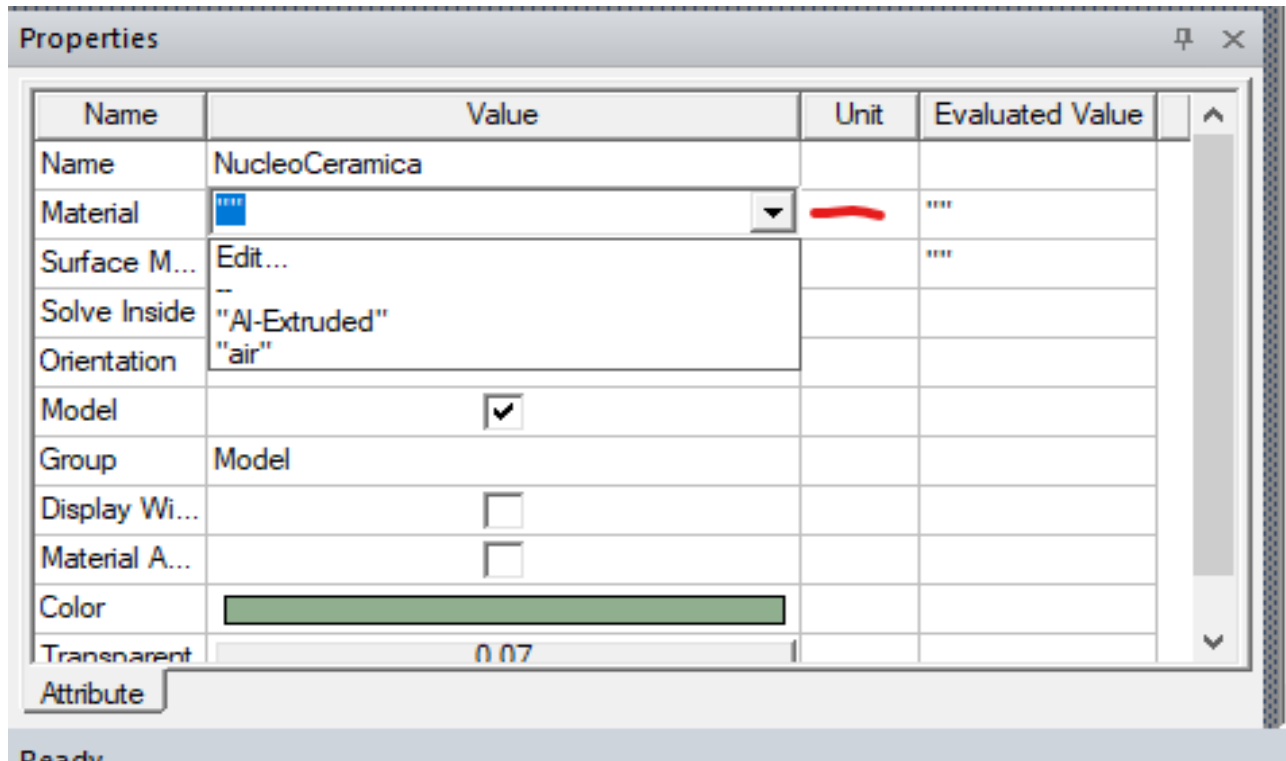 Properties
Name Value Unit Evaluated Value
Name NucleoCeramica
Material "" ""
Surface M... Edit... ""
--
Solve Inside "Al-Extruded"
Orientation "air"
Model
Group Model
Display Wi...
Material A...
Color
Transparent 0.07
Attribute
Ready